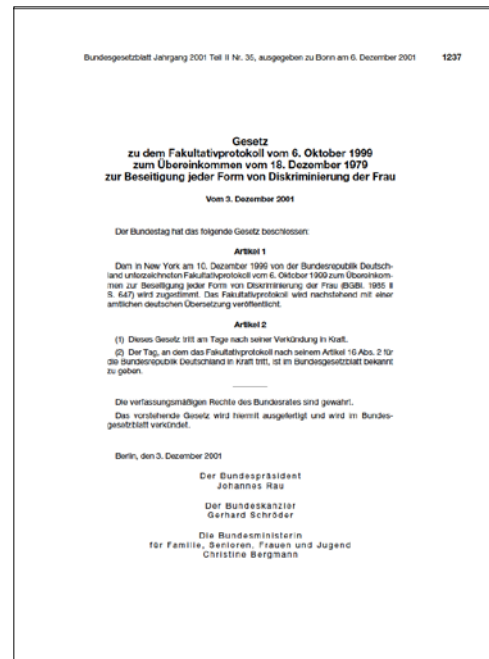 Bundesgesetzblatt Jahrgang 2001 Teil II Nr. 35, ausgegeben zu Bonn am 6. Dezember 2001 1237
Gesetz
zu dem Fakultativprotokoll vom 6. Oktober 1999
zum Übereinkommen vom 18. Dezember 1979
zur Beseitigung jeder Form von Diskriminierung der Frau
Vom 3. Dezember 2001
Der Bundestag hat das folgende Gesetz beschlossen:
Artikel 1
Dem in New York am 10. Dezember 1999 von der Bundesrepublik Deutsch-
land unterzeichneten Fakultativprotokoll vom 6. Oktober 1999 zum Übereinkom-
men zur Beseitigung jeder Form von Diskriminierung der Frau (BGBl. 1985 II
S. 647) wird zugestimmt. Das Fakultativprotokoll wird nachstehend mit einer
amtlichen deutschen Übersetzung veröffentlicht.
Artikel 2
(1) Dieses Gesetz tritt am Tage nach seiner Verkündung in Kraft.
(2) Der Tag, an dem das Fakultativprotokoll nach seinem Artikel 16 Abs. 2 für
die Bundesrepublik Deutschland in Kraft tritt, ist im Bundesgesetzblatt bekannt
zu geben.
Die verfassungsmäßigen Rechte des Bundesrates sind gewahrt.
Das vorstehende Gesetz wird hiermit ausgefertigt und wird im Bundes-
gesetzblatt verkündet.
Berlin, den 3. Dezember 2001
Der Bundespräsident
Johannes Rau
Der Bundeskanzler
Gerhard Schröder
Die Bundesministerin
für Familie, Senioren, Frauen und Jugend
Christine Bergmann